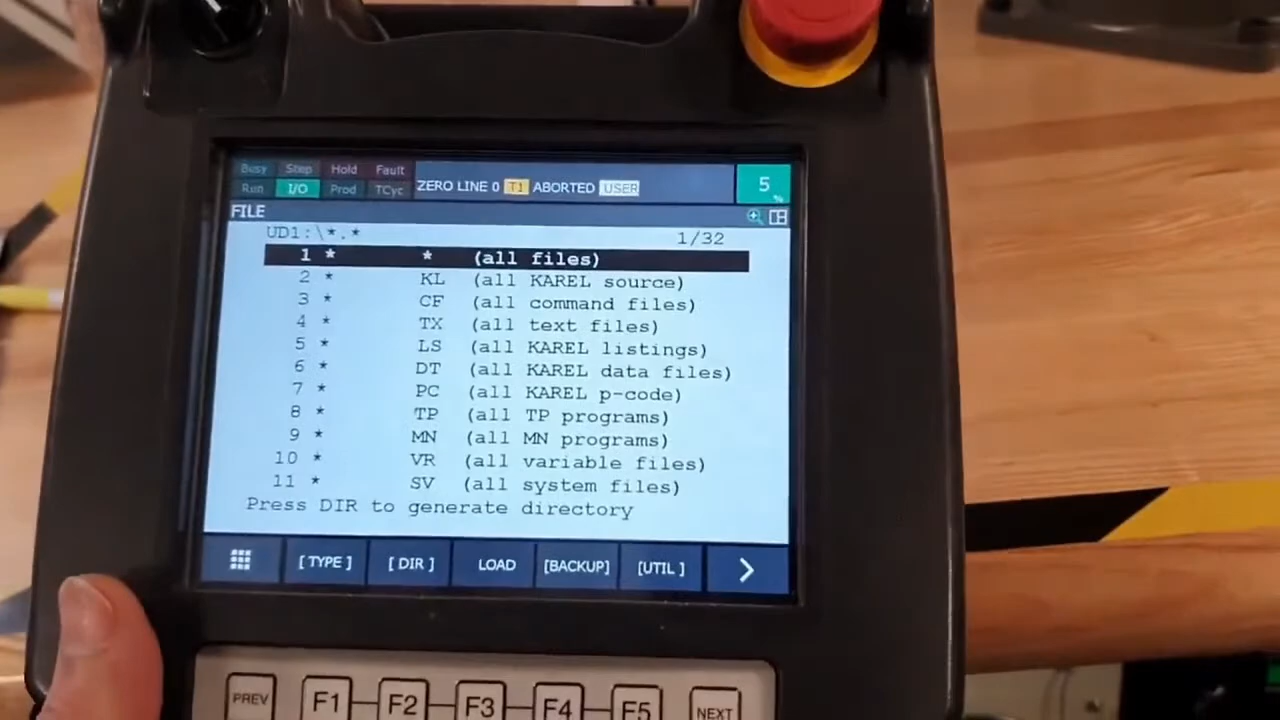 Busy Step Hold Fault
Run I/O Prod TCyc
ZERO LINE 0 T1 ABORTED USER
5 %
FILE
UD1:\*.* 1/32
1 * * (all files)
2 * KL (all KAREL source)
3 * CF (all command files)
4 * TX (all text files)
5 * LS (all KAREL listings)
6 * DT (all KAREL data files)
7 * PC (all KAREL p-code)
8 * TP (all TP programs)
9 * MN (all MN programs)
10 * VR (all variable files)
11 * SV (all system files)
Press DIR to generate directory
[ TYPE ] [ DIR ] LOAD [BACKUP] [UTIL ] >
PREV F1 F2 F3 F4 F5 NEXT